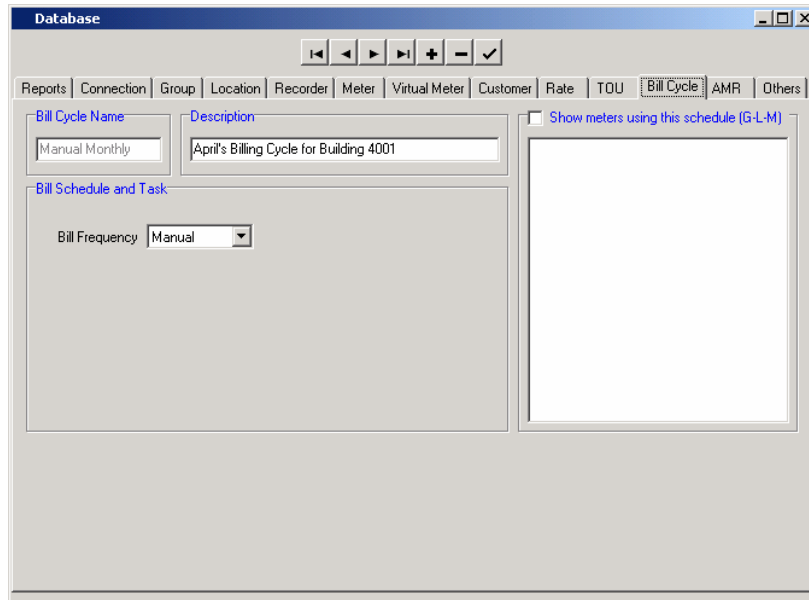 Database
Reports Connection Group Location Recorder Meter Virtual Meter Customer Rate TOU Bill Cycle AMR Others
Bill Cycle Name
Manual Monthly
Description
April's Billing Cycle for Building 4001
Show meters using this schedule (G-L-M)
Bill Schedule and Task
Bill Frequency Manual